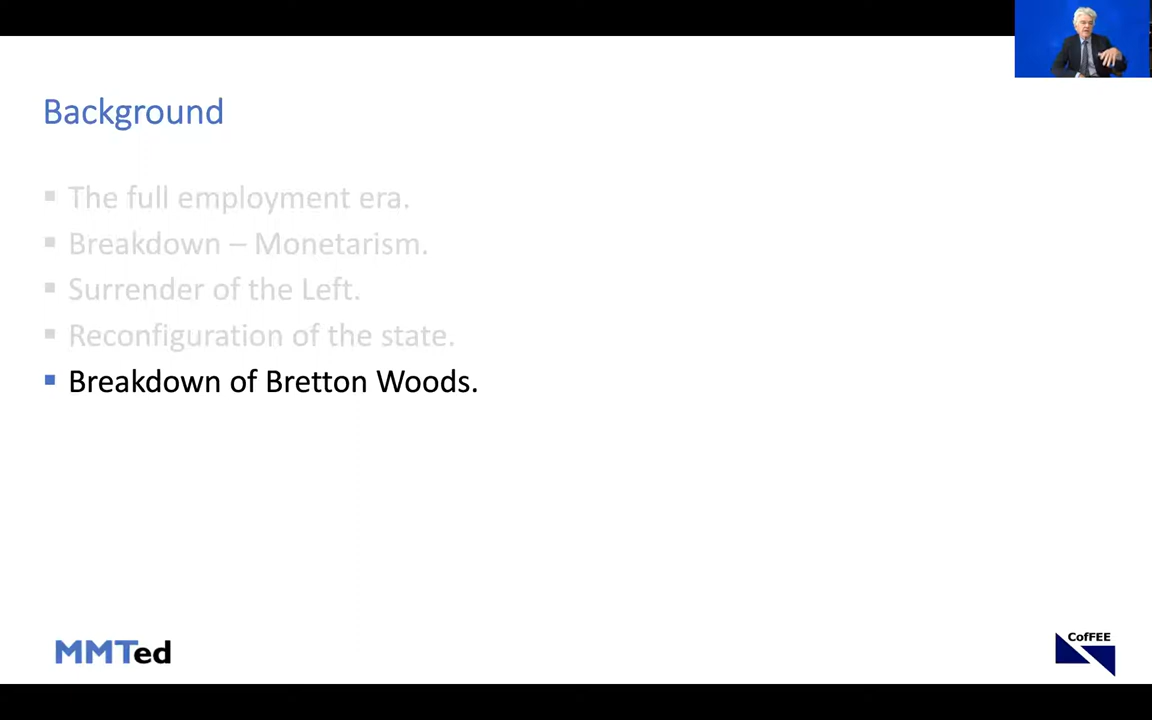 Background
▪ The full employment era.
▪ Breakdown – Monetarism.
▪ Surrender of the Left.
▪ Reconfiguration of the state.
▪ Breakdown of Bretton Woods.
MMTed
CofFEE